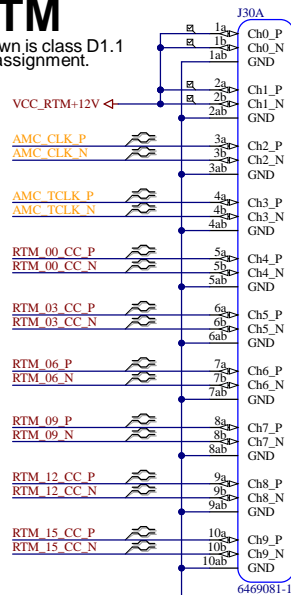 TM
wn is class D1.1
assignment.
J30A
1a Ch0_P
1b Ch0_N
1ab GND
2a Ch1_P
VCC_RTM+12V 2b Ch1_N
2ab GND
AMC_CLK_P 3a Ch2_P
AMC_CLK_N 3b Ch2_N
3ab GND
AMC_TCLK_P 4a Ch3_P
AMC_TCLK_N 4b Ch3_N
4ab GND
RTM_00_CC_P 5a Ch4_P
RTM_00_CC_N 5b Ch4_N
5ab GND
RTM_03_CC_P 6a Ch5_P
RTM_03_CC_N 6b Ch5_N
6ab GND
RTM_06_P 7a Ch6_P
RTM_06_N 7b Ch6_N
7ab GND
RTM_09_P 8a Ch7_P
RTM_09_N 8b Ch7_N
8ab GND
RTM_12_CC_P 9a Ch8_P
RTM_12_CC_N 9b Ch8_N
9ab GND
RTM_15_CC_P 10a Ch9_P
RTM_15_CC_N 10b Ch9_N
10ab GND
6469081-1